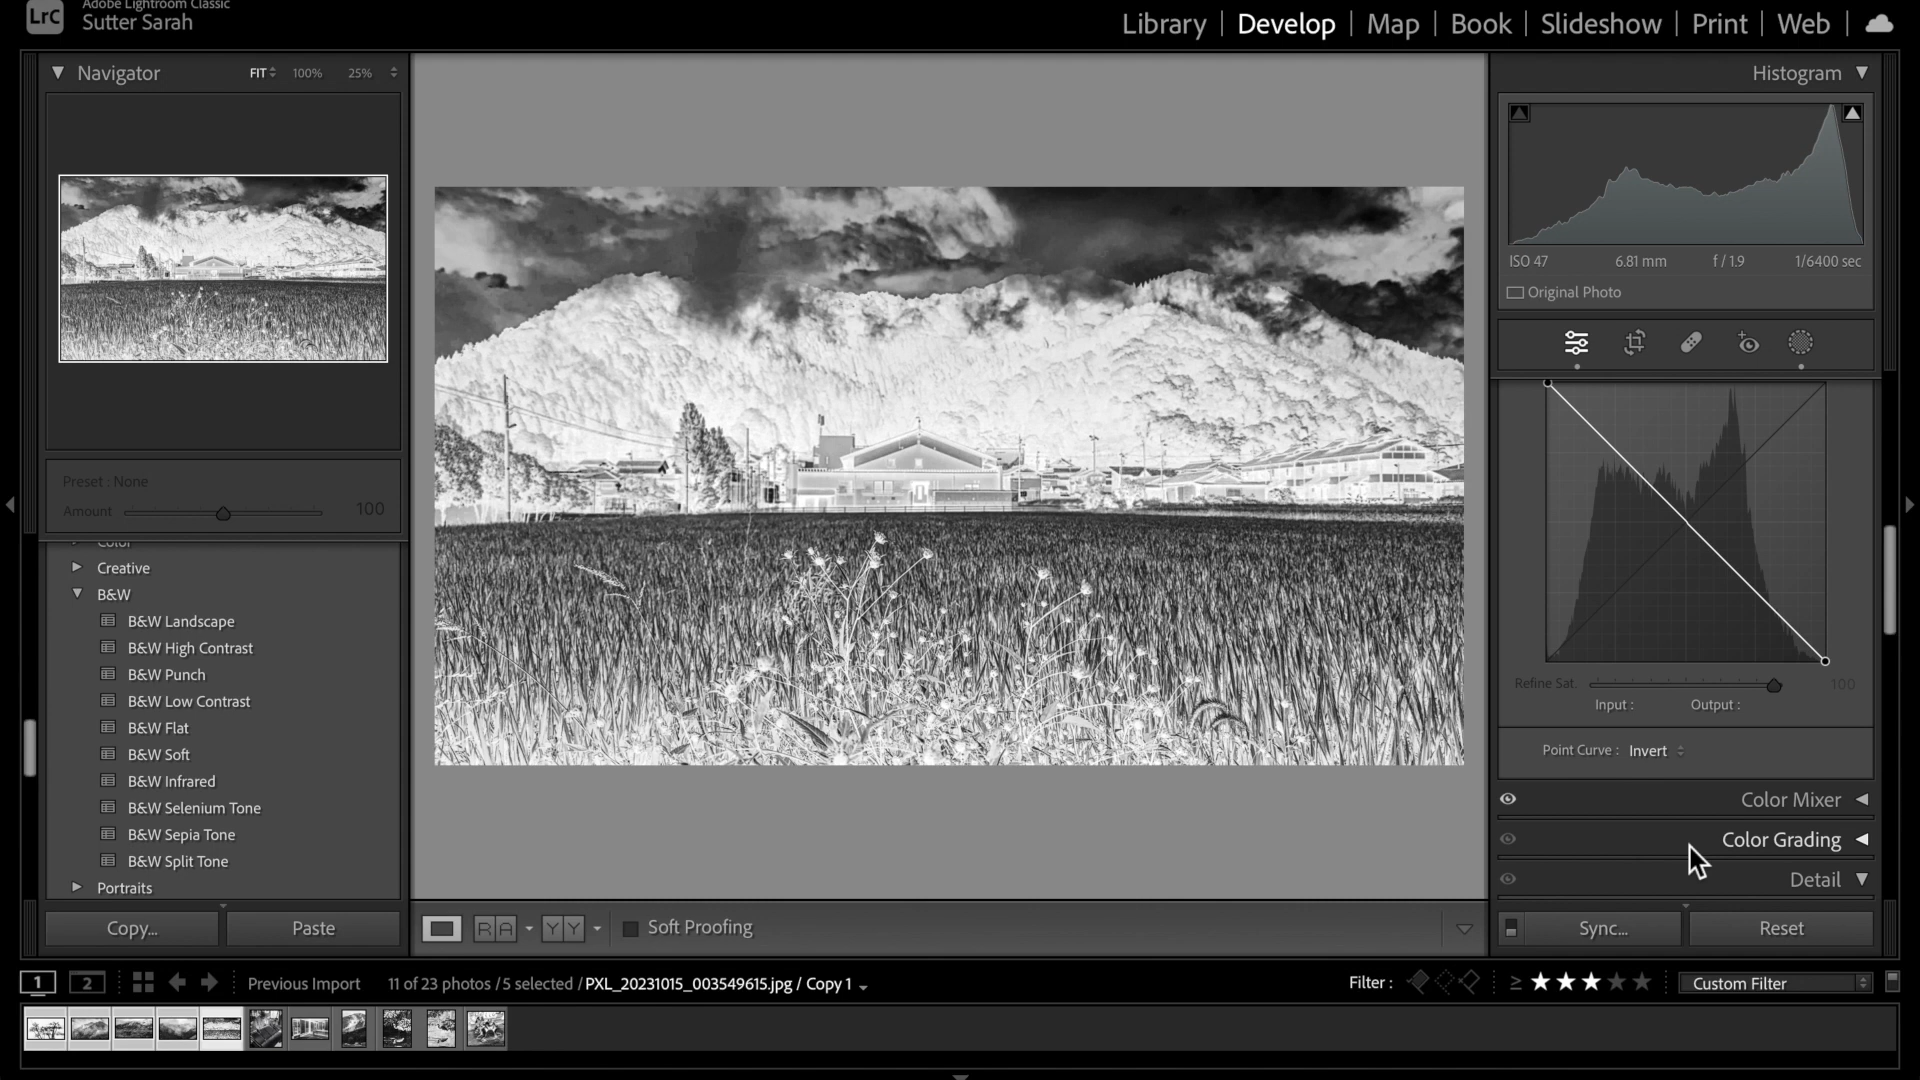 LrC
Adobe Lightroom Classic
Sutter Sarah
Library | Develop | Map | Book | Slideshow | Print | Web |
Navigator
FIT 100% 25%
Preset : None
Amount 100
Color
Creative
B&W
B&W Landscape
B&W High Contrast
B&W Punch
B&W Low Contrast
B&W Flat
B&W Soft
B&W Infrared
B&W Selenium Tone
B&W Sepia Tone
B&W Split Tone
Portraits
Copy... Paste
R A Y Y Soft Proofing
Histogram
ISO 47 6.81 mm f / 1.9 1/6400 sec
Original Photo
Refine Sat. 100
Input : Output :
Point Curve : Invert
Color Mixer
Color Grading
Detail
Sync... Reset
1 2 Previous Import 11 of 23 photos / 5 selected / PXL_20231015_003549615.jpg / Copy 1
Filter : ≥ ★★★★★ Custom Filter